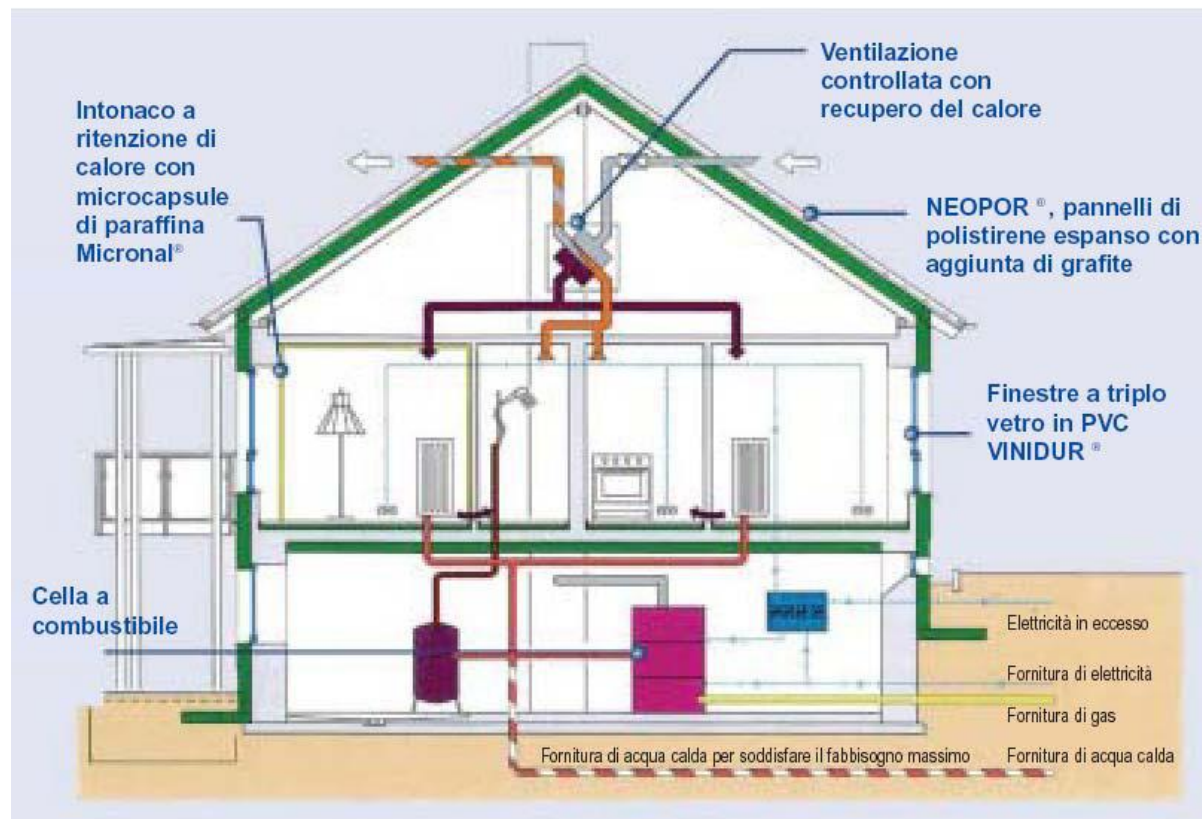 Ventilazione
controllata con
recupero del calore
Intonaco a
ritenzione di
calore con
microcapsule
di paraffina
Micronal®
NEOPOR ®, pannelli di
polistirene espanso con
aggiunta di grafite
Finestre a triplo
vetro in PVC
VINIDUR ®
Cella a
combustibile
Elettricità in eccesso
Fornitura di elettricità
Fornitura di gas
Fornitura di acqua calda per soddisfare il fabbisogno massimo
Fornitura di acqua calda